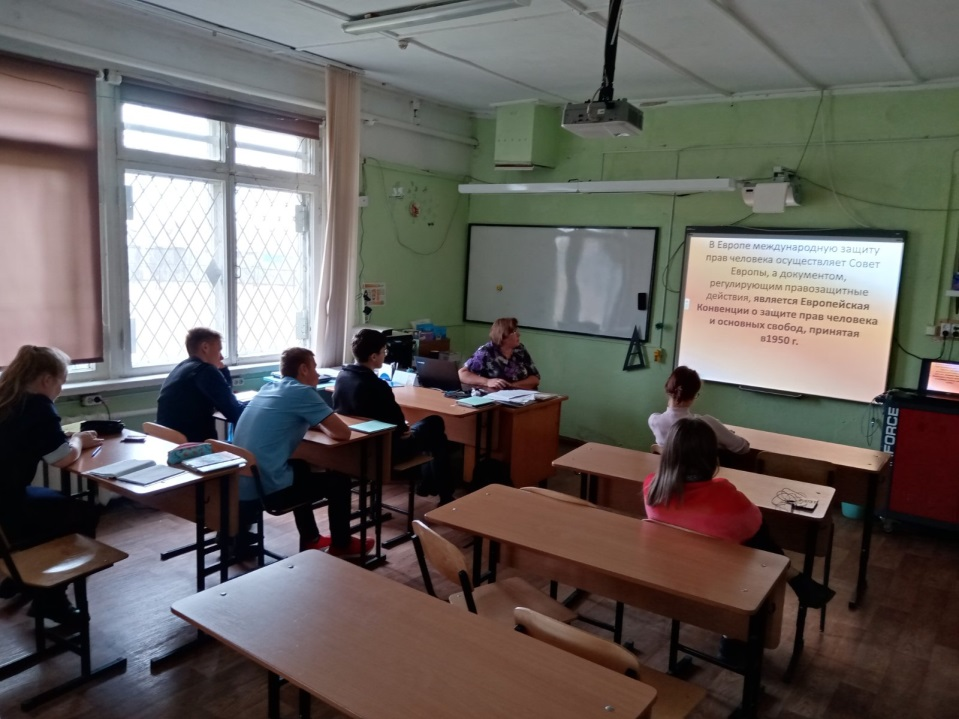 В Европе международную защиту
прав человека осуществляет Совет
Европы, а документом,
регулирующим правозащитные
действия, является Европейская
Конвенции о защите прав человека
и основных свобод, принятая
в1950 г.
FORCE